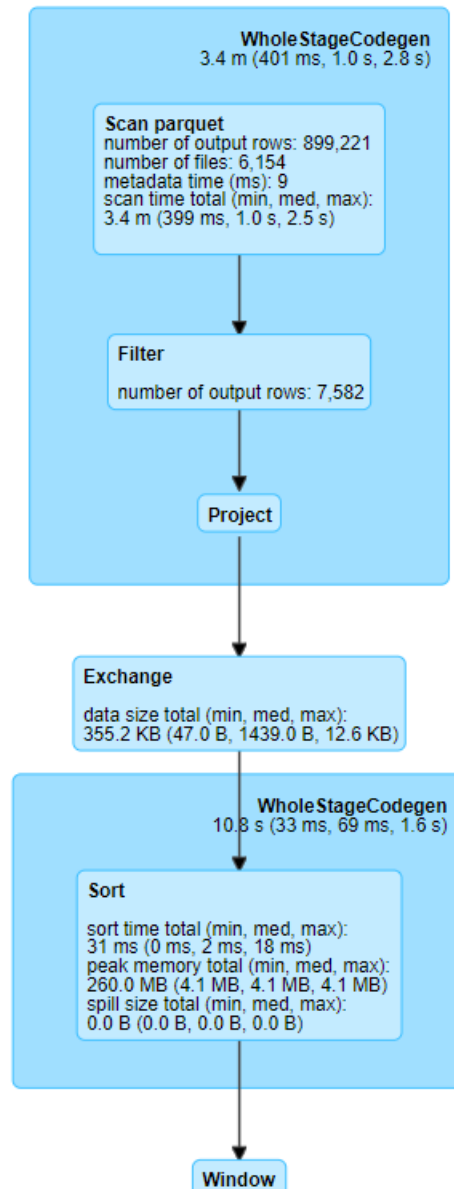 WholeStageCodegen
3.4 m (401 ms, 1.0 s, 2.8 s)
Scan parquet
number of output rows: 899,221
number of files: 6,154
metadata time (ms): 9
scan time total (min, med, max):
3.4 m (399 ms, 1.0 s, 2.5 s)
Filter
number of output rows: 7,582
Project
Exchange
data size total (min, med, max):
355.2 KB (47.0 B, 1439.0 B, 12.6 KB)
WholeStageCodegen
10.8 s (33 ms, 69 ms, 1.6 s)
Sort
sort time total (min, med, max):
31 ms (0 ms, 2 ms, 18 ms)
peak memory total (min, med, max):
260.0 MB (4.1 MB, 4.1 MB, 4.1 MB)
spill size total (min, med, max):
0.0 B (0.0 B, 0.0 B, 0.0 B)
Window